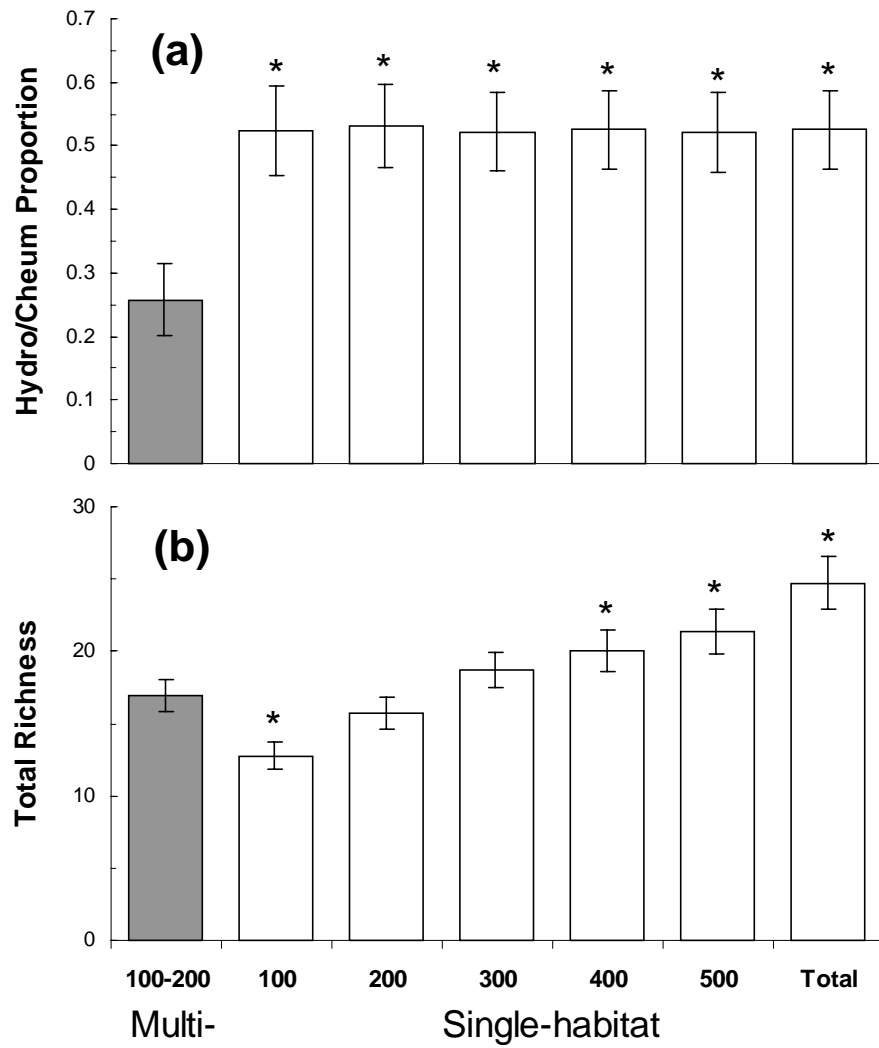 (a)
Hydro/Cheum Proportion
0.7
0.6
0.5
0.4
0.3
0.2
0.1
0
* * * * * *
(b)
Total Richness
30
20
10
0
* * * *
100-200 100 200 300 400 500 Total
Multi- Single-habitat